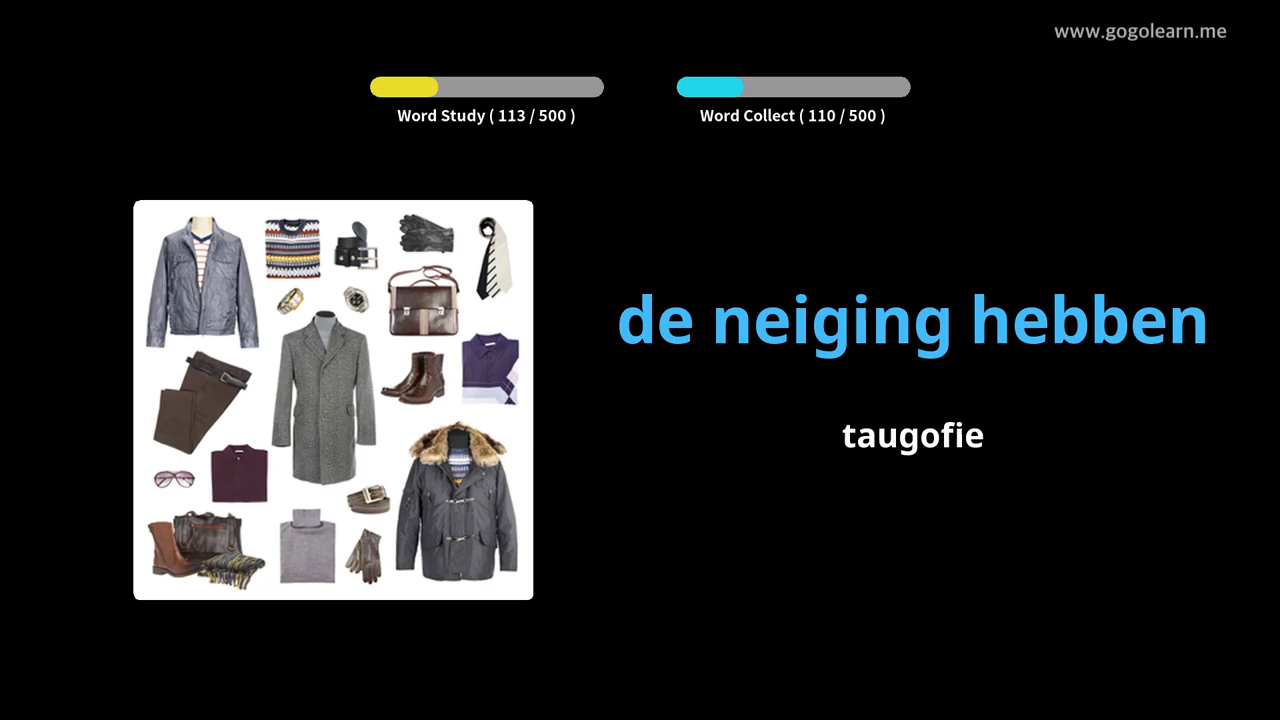 www.gogolearn.me
Word Study ( 113 / 500 )
Word Collect ( 110 / 500 )
de neiging hebben
taugofie